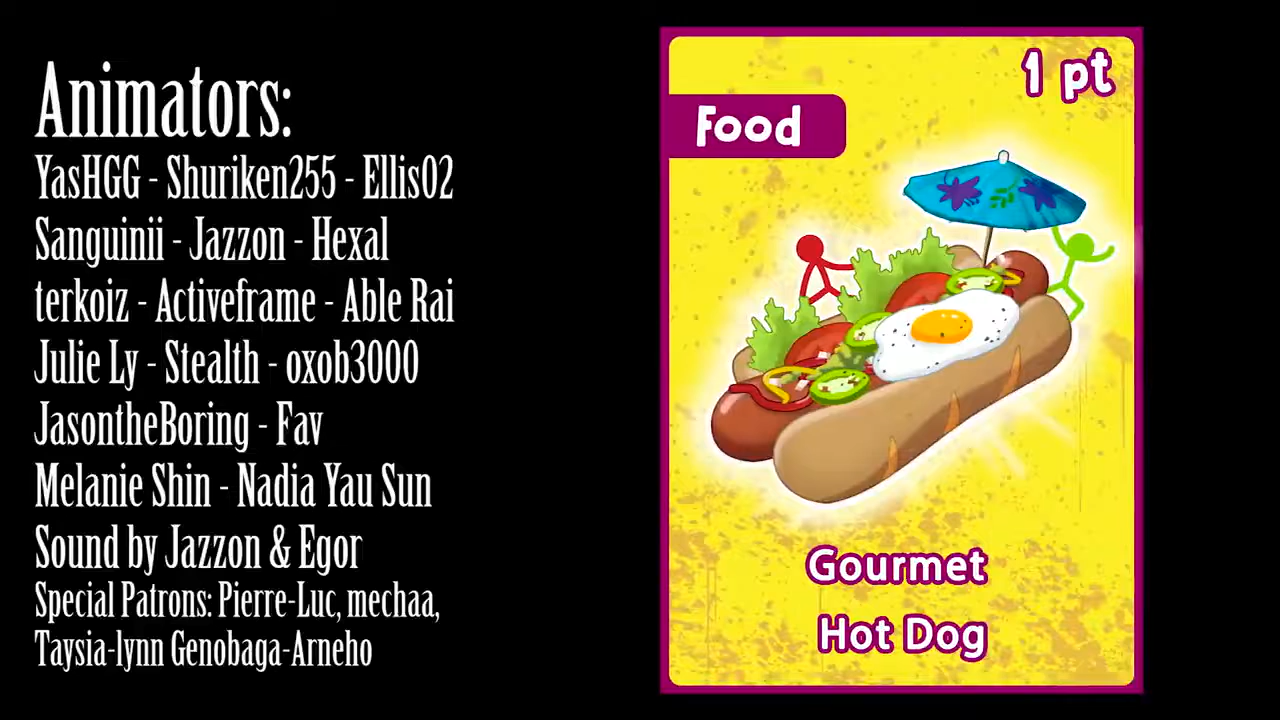 Animators:
YasHGG - Shuriken255 - Ellis02
Sanguinii - Jazzon - Hexal
terkoiz - Activeframe - Able Rai
Julie Ly - Stealth - oxob3000
JasontheBoring - Fav
Melanie Shin - Nadia Yau Sun
Sound by Jazzon & Egor
Special Patrons: Pierre-Luc, mechaa,
Taysia-lynn Genobaga-Arneho
1 pt
Food
Gourmet
Hot Dog